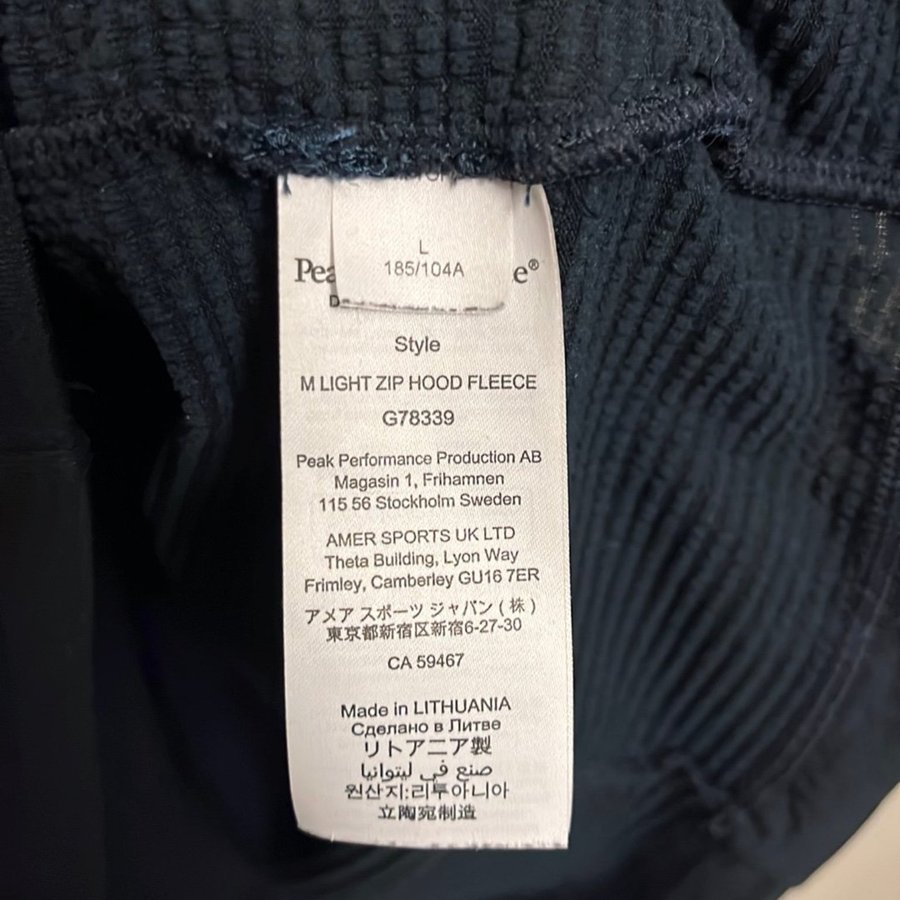 L
185/104A
Pea e®
Style
M LIGHT ZIP HOOD FLEECE
G78339
Peak Performance Production AB
Magasin 1, Frihamnen
115 56 Stockholm Sweden
AMER SPORTS UK LTD
Theta Building, Lyon Way
Frimley, Camberley GU16 7ER
アメア スポーツ ジャパン ( 株 )
東京都新宿区新宿6-27-30
CA 59467
Made in LITHUANIA
Сделано в Литве
リトアニア製
صنع في ليتوانيا
원산지:리투아니아
立陶宛制造